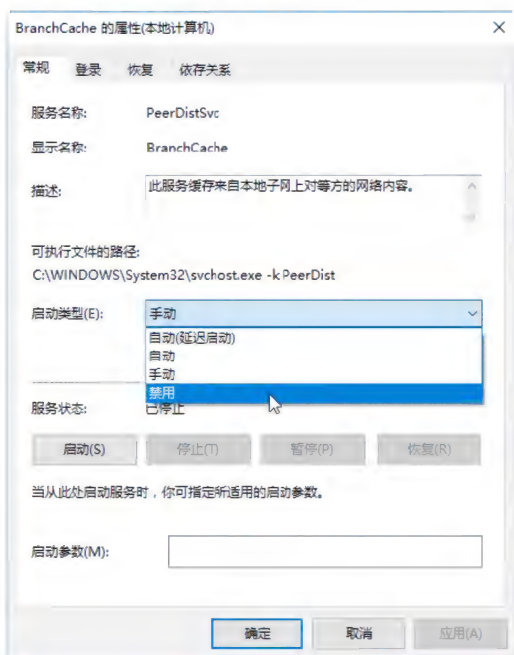 BranchCache 的属性(本地计算机)
常规 登录 恢复 依存关系
服务名称: PeerDistSvc
显示名称: BranchCache
描述: 此服务缓存来自本地子网上对等方的网络内容。
可执行文件的路径:
C:\WINDOWS\System32\svchost.exe -k PeerDist
启动类型(E): 手动
自动(延迟启动)
自动
手动
禁用
服务状态: 已停止
启动(S) 停止(T) 暂停(P) 恢复(R)
当从此处启动服务时，你可指定所适用的启动参数。
启动参数(M):
确定 取消 应用(A)